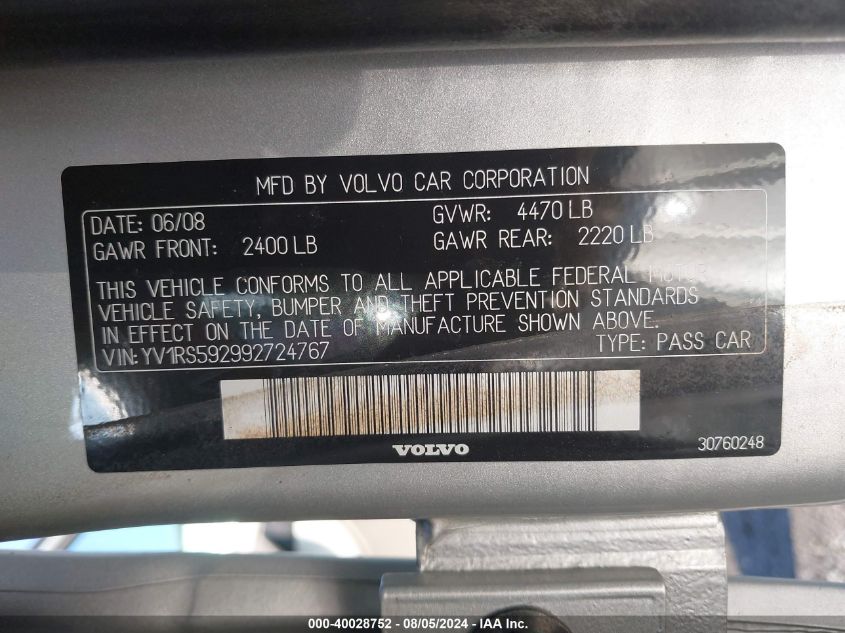 MFD BY VOLVO CAR CORPORATION
DATE: 06/08 GVWR: 4470 LB
GAWR FRONT: 2400 LB GAWR REAR: 2220 LB
THIS VEHICLE CONFORMS TO ALL APPLICABLE FEDERAL MOTOR
VEHICLE SAFETY, BUMPER AND THEFT PREVENTION STANDARDS
IN EFFECT ON THE DATE OF MANUFACTURE SHOWN ABOVE.
VIN: YV1RS592992724767 TYPE: PASS CAR
VOLVO
30760248
000-40028752 — 08/05/2024 — IAA Inc.